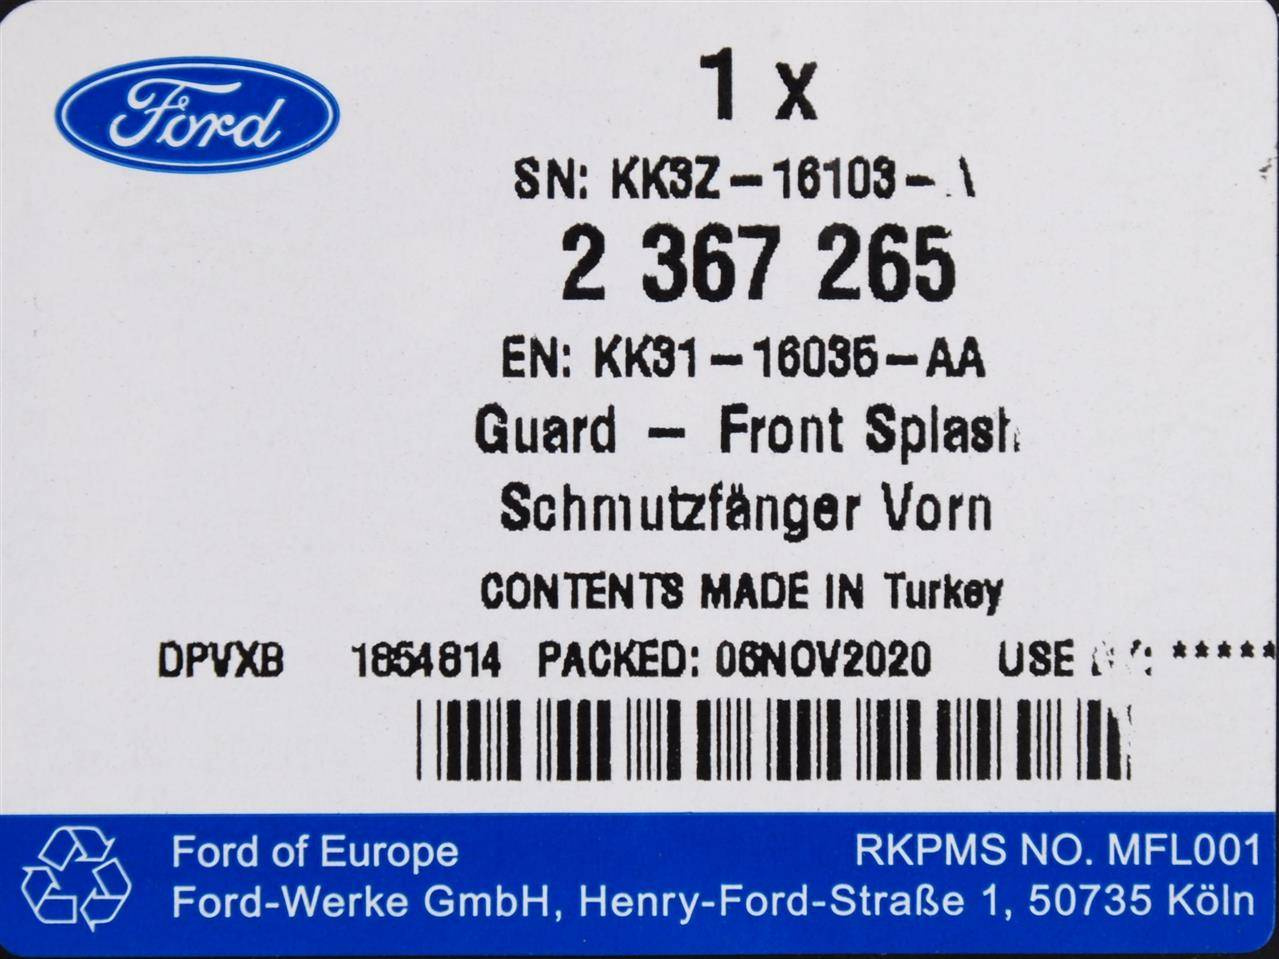 Ford
1 x
SN: KK3Z-16103-
2 367 265
EN: KK31-16035-AA
Guard - Front Splash
Schmutzfänger Vorn
CONTENTS MADE IN Turkey
DPVXB 1854814 PACKED: 06NOV2020 USE *****
Ford of Europe
RKPMS NO. MFL001
Ford-Werke GmbH, Henry-Ford-Straße 1, 50735 Köln